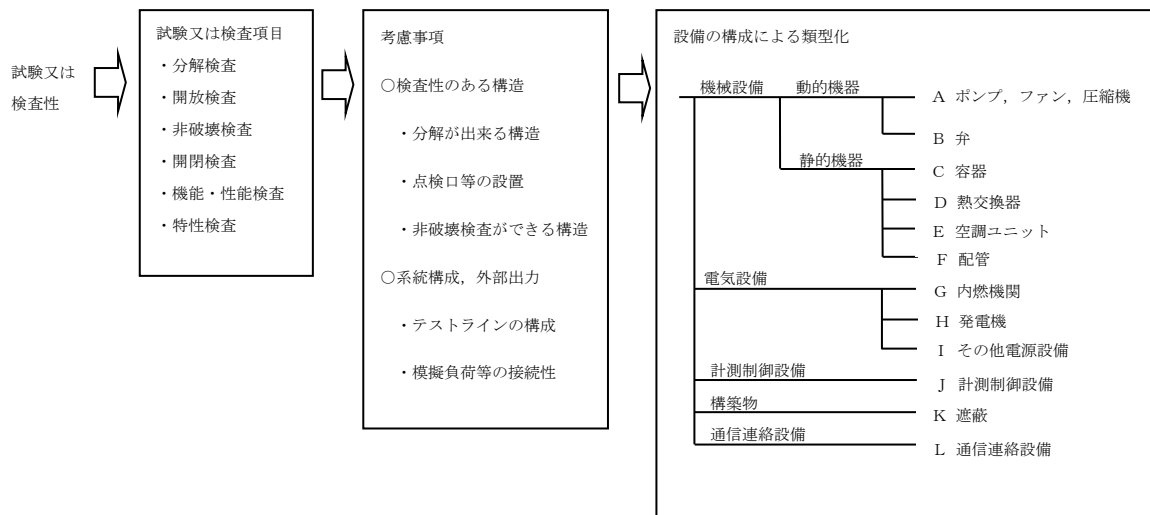 試験又は
検査性
試験又は検査項目
・分解検査
・開放検査
・非破壊検査
・開閉検査
・機能・性能検査
・特性検査
考慮事項
○検査性のある構造
・分解が出来る構造
・点検口等の設置
・非破壊検査ができる構造
○系統構成，外部出力
・テストラインの構成
・模擬負荷等の接続性
設備の構成による類型化
機械設備 動的機器 A ポンプ，ファン，圧縮機
B 弁
静的機器 C 容器
D 熱交換器
E 空調ユニット
F 配管
電気設備 G 内燃機関
H 発電機
I その他電源設備
計測制御設備 J 計測制御設備
構築物 K 遮蔽
通信連絡設備 L 通信連絡設備